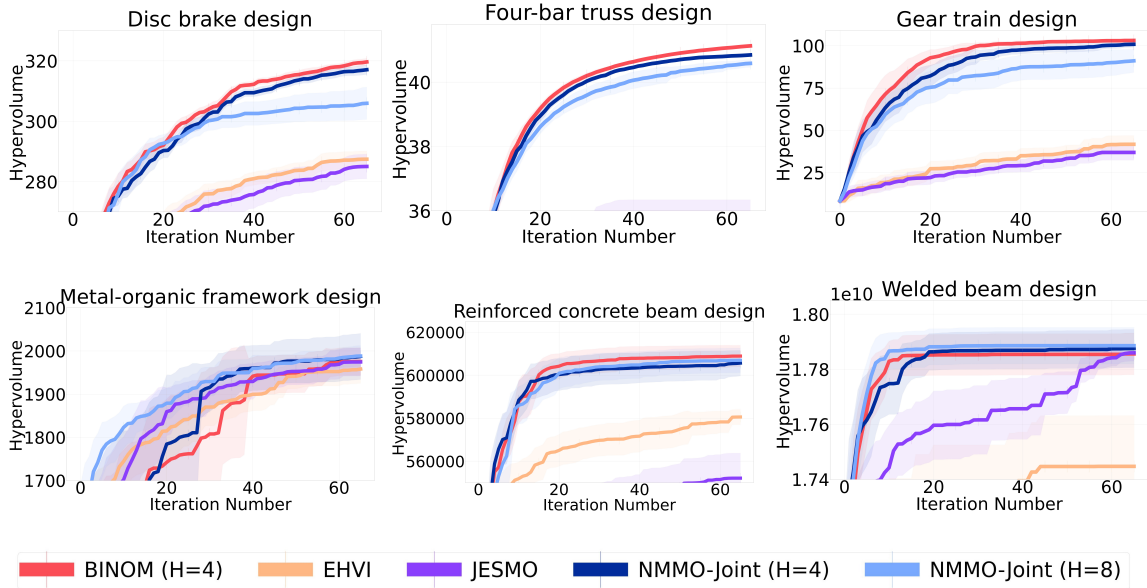 Disc brake design
Four-bar truss design
Gear train design
Hypervolume
320
300
280
0 20 40 60
Iteration Number
Hypervolume
40
38
36
0 20 40 60
Iteration Number
Hypervolume
100
75
50
25
0 20 40 60
Iteration Number
Metal-organic framework design
Reinforced concrete beam design
Welded beam design
Hypervolume
2100
2000
1900
1800
1700
0 20 40 60
Iteration Number
Hypervolume
620000
600000
580000
560000
0 20 40 60
Iteration Number
1e10
Hypervolume
1.80
1.78
1.76
1.74
0 20 40 60
Iteration Number
BINOM (H=4) EHVI JESMO NMMO-Joint (H=4) NMMO-Joint (H=8)